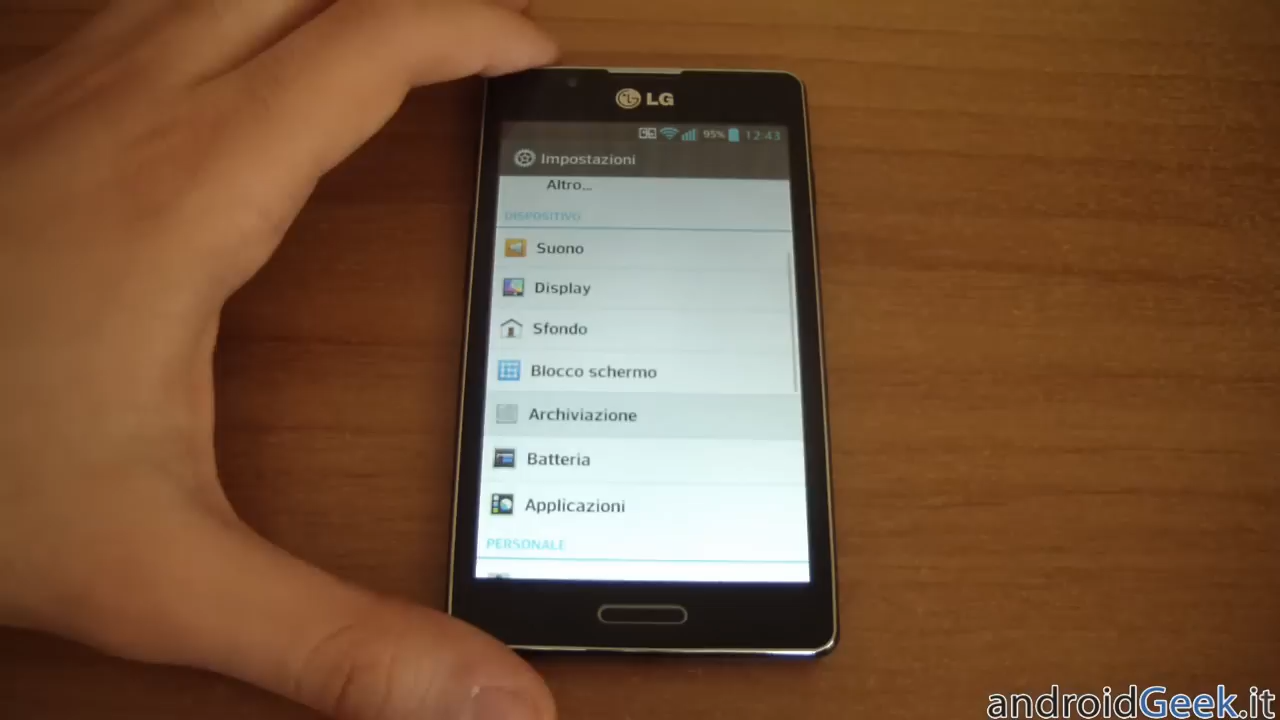 LG
95% 12:43
Impostazioni
Altro...
DISPOSITIVO
Suono
Display
Sfondo
Blocco schermo
Archiviazione
Batteria
Applicazioni
PERSONALE
androidGeek.it